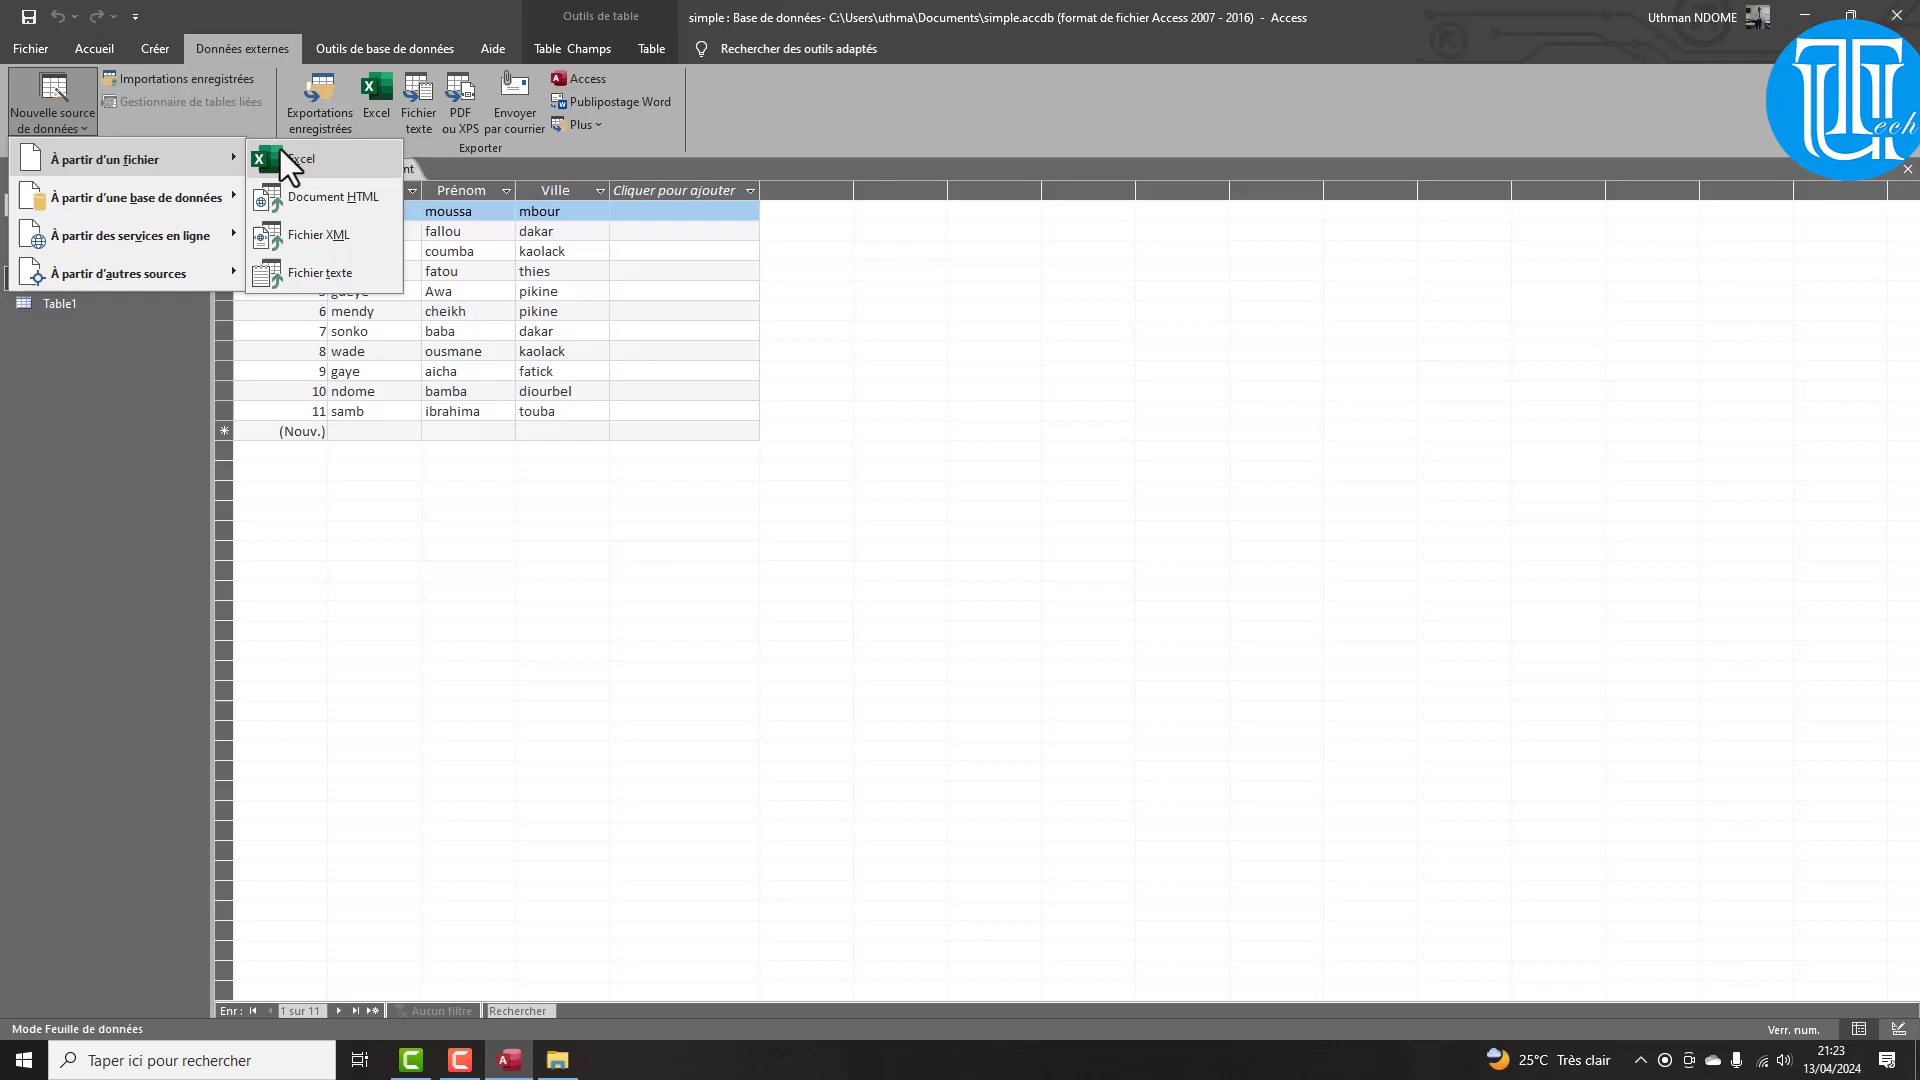 Outils de table
simple : Base de données- C:\Users\uthma\Documents\simple.accdb (format de fichier Access 2007 - 2016) - Access
Uthman NDOME
Fichier Accueil Créer Données externes Outils de base de données Aide Table Champs Table Rechercher des outils adaptés
Nouvelle source
de données
Importations enregistrées
Gestionnaire de tables liées
Exportations
enregistrées
Excel
Fichier
texte
PDF
ou XPS
Envoyer
par courrier
Access
Publipostage Word
Plus
Exporter
UTech
À partir d'un fichier
À partir d'une base de données
À partir des services en ligne
À partir d'autres sources
Document HTML
Fichier XML
Fichier texte
Table1
Prénom Ville Cliquer pour ajouter
moussa mbour
fallou dakar
coumba kaolack
fatou thies
gueye Awa pikine
6 mendy cheikh pikine
7 sonko baba dakar
8 wade ousmane kaolack
9 gaye aicha fatick
10 ndome bamba diourbel
11 samb ibrahima touba
(Nouv.)
Enr : 1 sur 11 Aucun filtre Rechercher
Mode Feuille de données
Verr. num.
Taper ici pour rechercher
25°C Très clair
21:23
13/04/2024